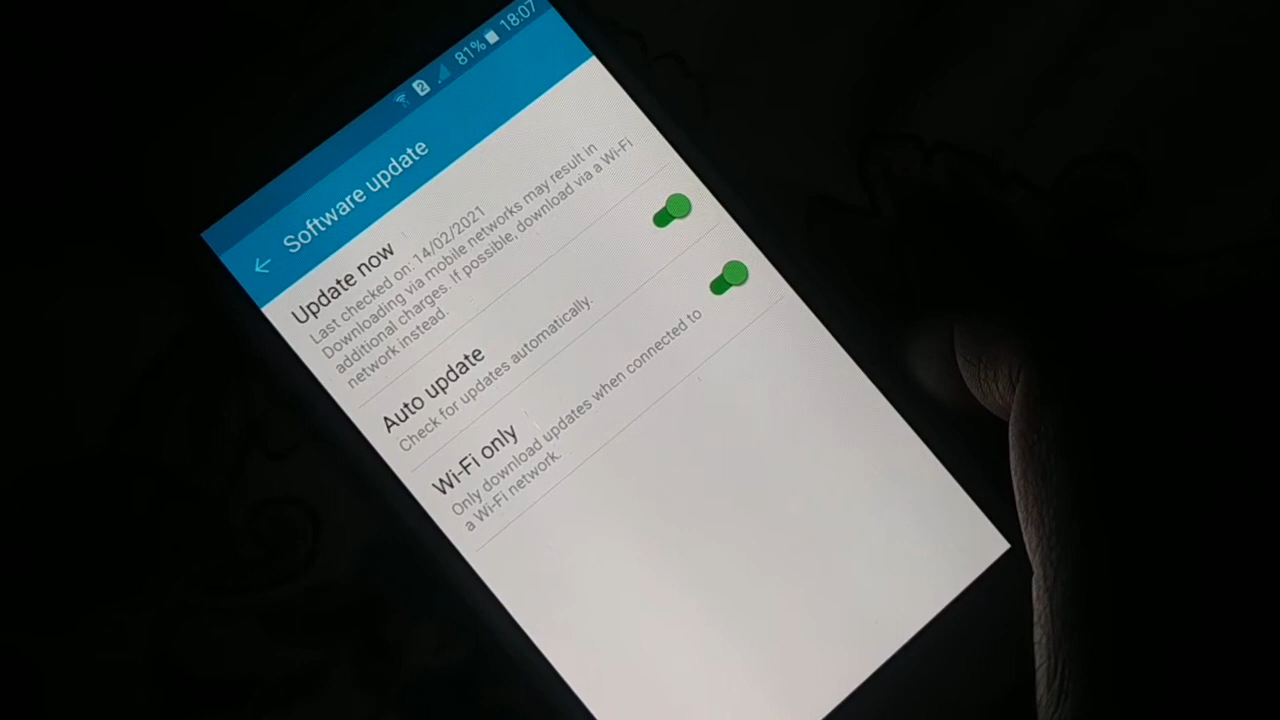 2 81% 18:07
Software update
Update now
Last checked on: 14/02/2021
Downloading via mobile networks may result in
additional charges. If possible, download via a Wi-Fi
network instead.
Auto update
Check for updates automatically.
Wi-Fi only
Only download updates when connected to
a Wi-Fi network.